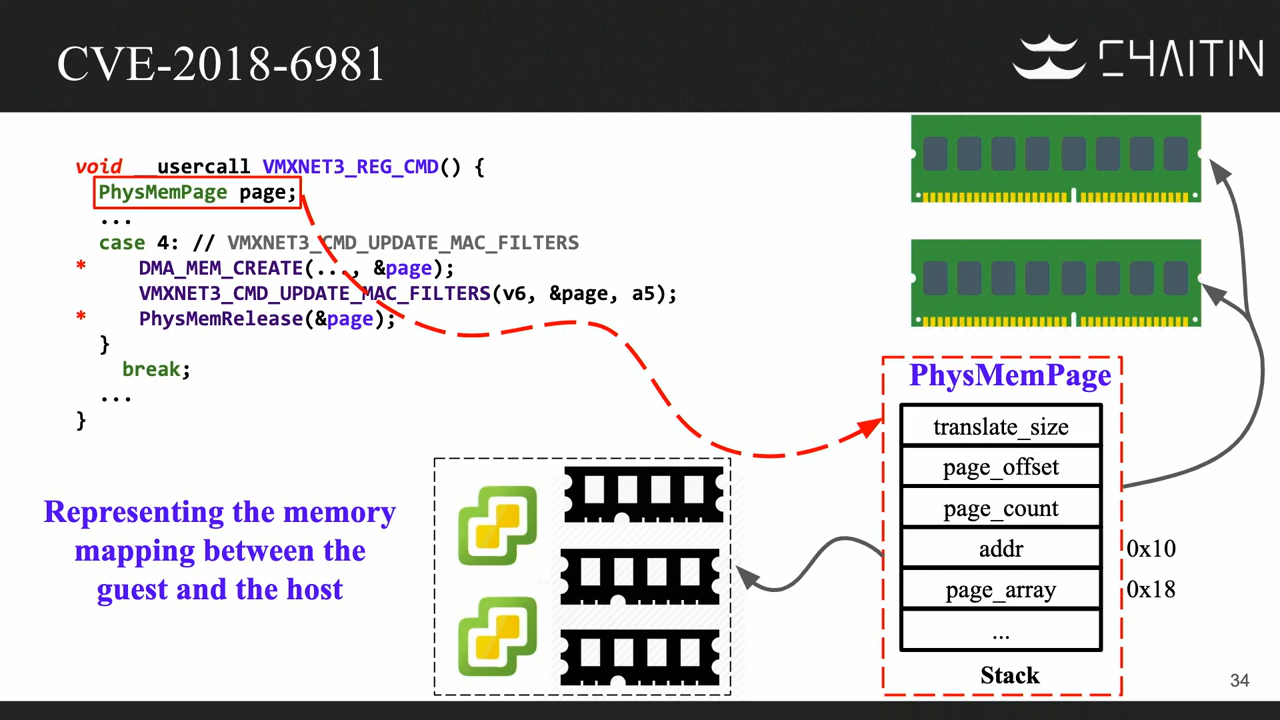 CVE-2018-6981
CHAITIN
void __usercall VMXNET3_REG_CMD() {
PhysMemPage page;
...
case 4: // VMXNET3_CMD_UPDATE_MAC_FILTERS
* DMA_MEM_CREATE(..., &page);
VMXNET3_CMD_UPDATE_MAC_FILTERS(v6, &page, a5);
* PhysMemRelease(&page);
}
break;
...
}
Representing the memory
mapping between the
guest and the host
PhysMemPage
translate_size
page_offset
page_count
addr 0x10
page_array 0x18
...
Stack
34